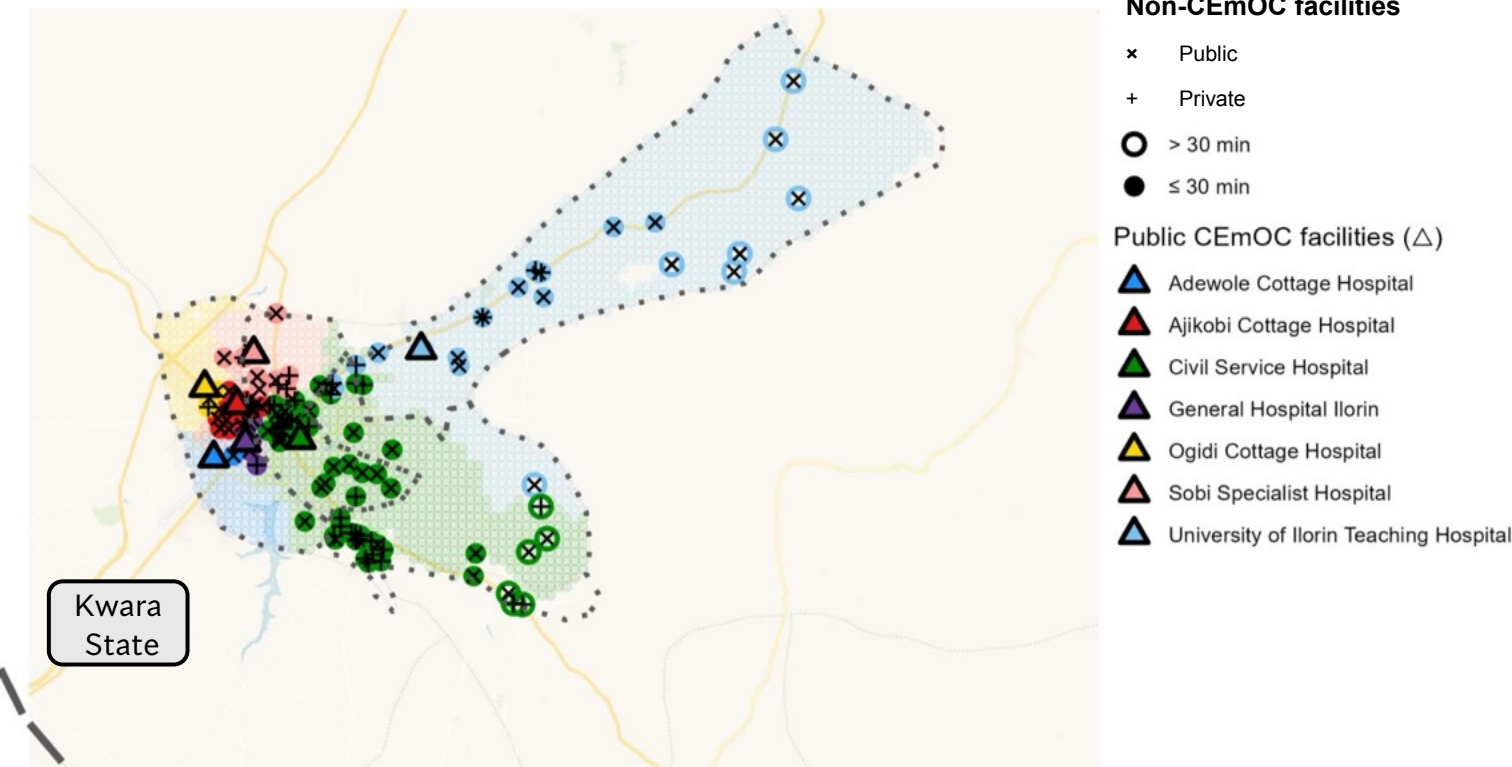 Non-CEmOC facilities
Public
Private
> 30 min
≤ 30 min
Public CEmOC facilities (△)
Adewole Cottage Hospital
Ajikobi Cottage Hospital
Civil Service Hospital
General Hospital Ilorin
Ogidi Cottage Hospital
Sobi Specialist Hospital
University of Ilorin Teaching Hospital
Kwara
State